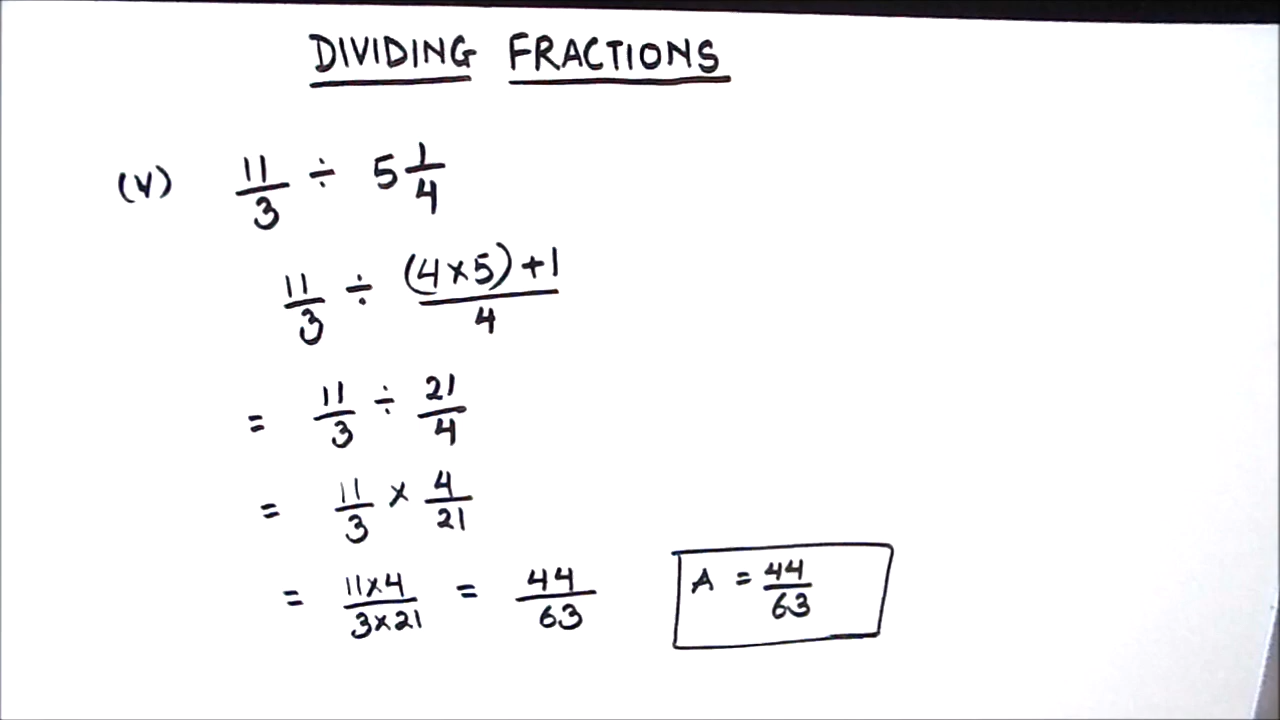 DIVIDING FRACTIONS
(V) 11/3 ÷ 5 1/4
11/3 ÷ (4×5)+1/4
= 11/3 ÷ 21/4
= 11/3 × 4/21
= 11×4/3×21 = 44/63
A = 44/63